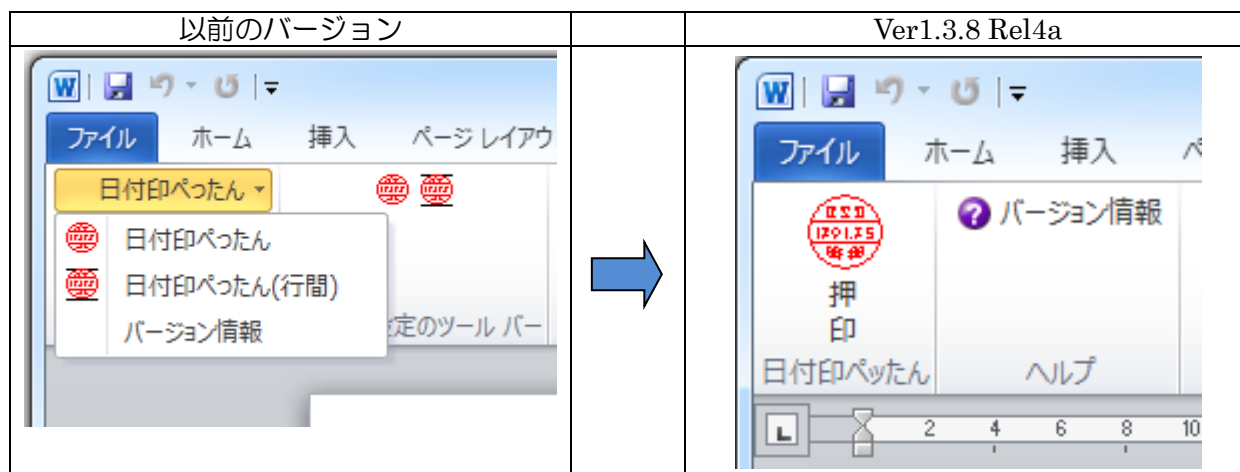 以前のバージョン
Ver1.3.8 Rel4a
ファイル ホーム 挿入 ページ レイアウ
日付印ぺったん
日付印ぺったん
日付印ぺったん(行間)
バージョン情報
定のツール バー
ファイル ホーム 挿入
バージョン情報
押
印
日付印ペッたん ヘルプ
2 4 6 8 10